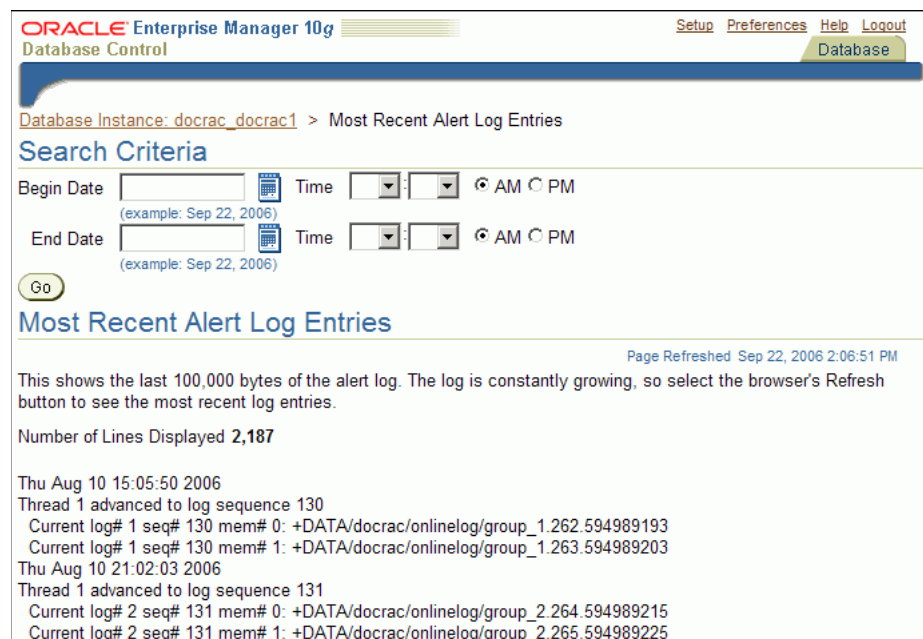 ORACLE Enterprise Manager 10g
Database Control
Setup Preferences Help Logout
Database
Database Instance: docrac_docrac1 > Most Recent Alert Log Entries
Search Criteria
Begin Date Time : AM PM
(example: Sep 22, 2006)
End Date Time : AM PM
(example: Sep 22, 2006)
Go
Most Recent Alert Log Entries
Page Refreshed Sep 22, 2006 2:06:51 PM
This shows the last 100,000 bytes of the alert log. The log is constantly growing, so select the browser's Refresh
button to see the most recent log entries.
Number of Lines Displayed 2,187
Thu Aug 10 15:05:50 2006
Thread 1 advanced to log sequence 130
Current log# 1 seq# 130 mem# 0: +DATA/docrac/onlinelog/group_1.262.594989193
Current log# 1 seq# 130 mem# 1: +DATA/docrac/onlinelog/group_1.263.594989203
Thu Aug 10 21:02:03 2006
Thread 1 advanced to log sequence 131
Current log# 2 seq# 131 mem# 0: +DATA/docrac/onlinelog/group_2.264.594989215
Current log# 2 seq# 131 mem# 1: +DATA/docrac/onlinelog/group_2.265.594989225